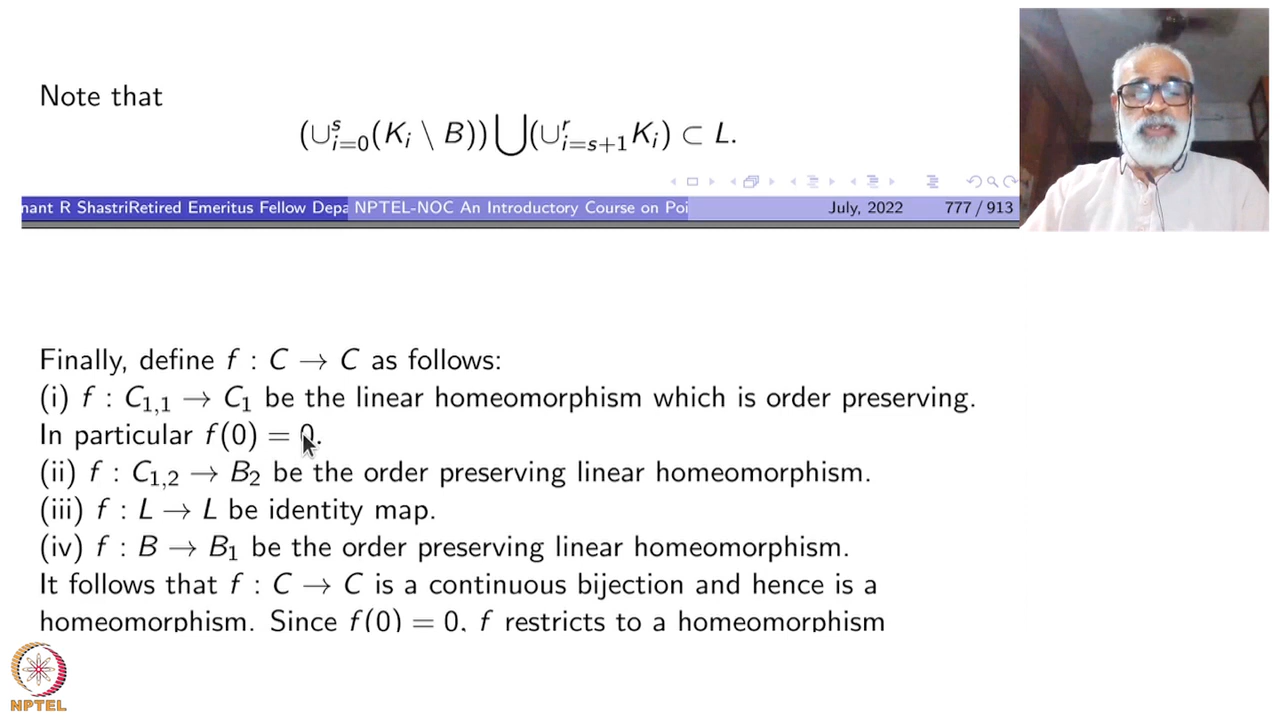 Note that
(∪ˢᵢ₌₀(Kᵢ \ B)) ⋃ (∪ʳᵢ₌ₛ₊₁Kᵢ) ⊂ L.
nant R ShastriRetired Emeritus Fellow Depa NPTEL-NOC An Introductory Course on Poi July, 2022 777 / 913
Finally, define f : C → C as follows:
(i) f : C₁,₁ → C₁ be the linear homeomorphism which is order preserving.
In particular f(0) = 0.
(ii) f : C₁,₂ → B₂ be the order preserving linear homeomorphism.
(iii) f : L → L be identity map.
(iv) f : B → B₁ be the order preserving linear homeomorphism.
It follows that f : C → C is a continuous bijection and hence is a
homeomorphism. Since f(0) = 0, f restricts to a homeomorphism
NPTEL